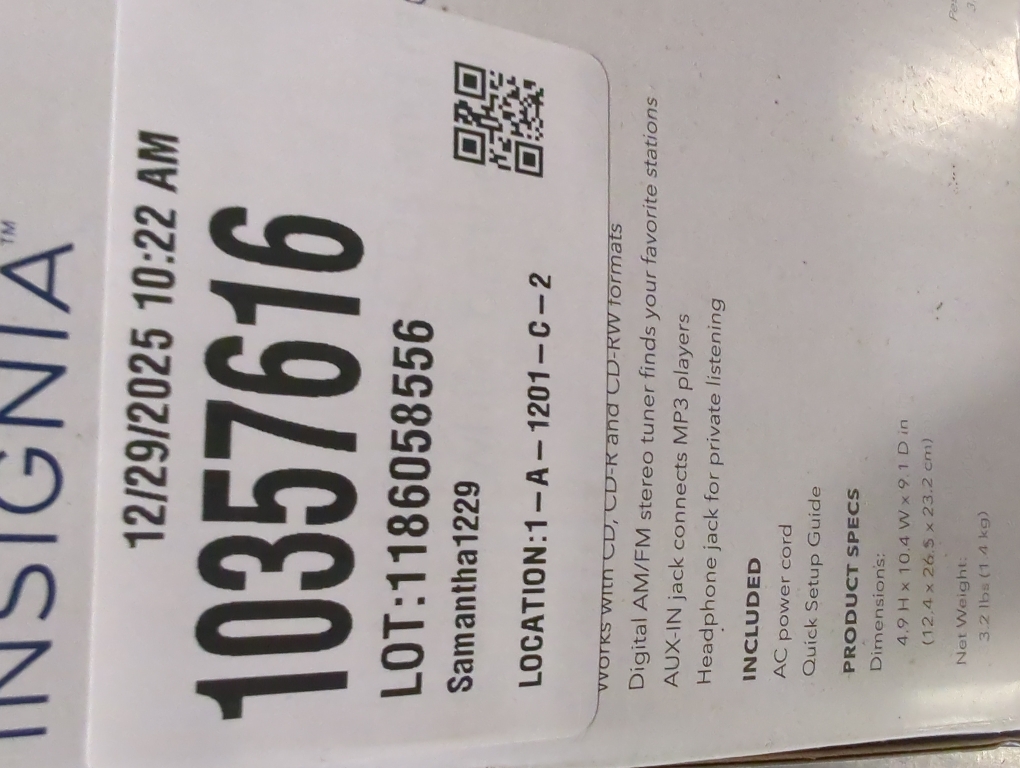 INSIGNIA™
12/29/2025 10:22 AM
1035761 6
LOT:1186058556
Samantha1229
LOCATION:1-A-1201-C-2
Works with CD, CD-R and CD-RW formats
Digital AM/FM stereo tuner finds your favorite stations
AUX-IN jack connects MP3 players
Headphone jack for private listening
INCLUDED
AC power cord
Quick Setup Guide
PRODUCT SPECS
Dimensions:
4.9 H x 10.4 W x 9.1 D in
(12.4 x 26.5 x 23.2 cm)
Net Weight:
3.2 lbs (1.4 kg)